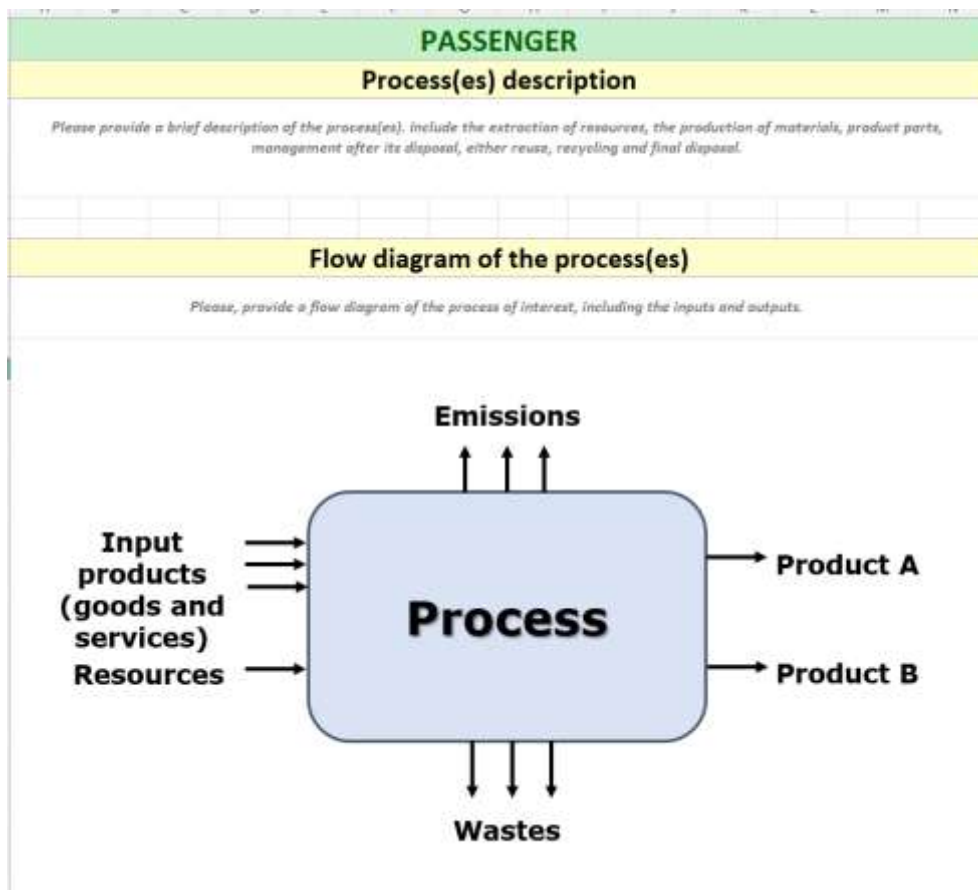 PASSENGER
Process(es) description
Please provide a brief description of the process(es). Include the extraction of resources, the production of materials, product parts,
management after its disposal, either reuse, recycling and final disposal.
Flow diagram of the process(es)
Please, provide a flow diagram of the process of interest, including the inputs and outputs.
Emissions
Input
products
(goods and
services)
Resources
Process
Product A
Product B
Wastes